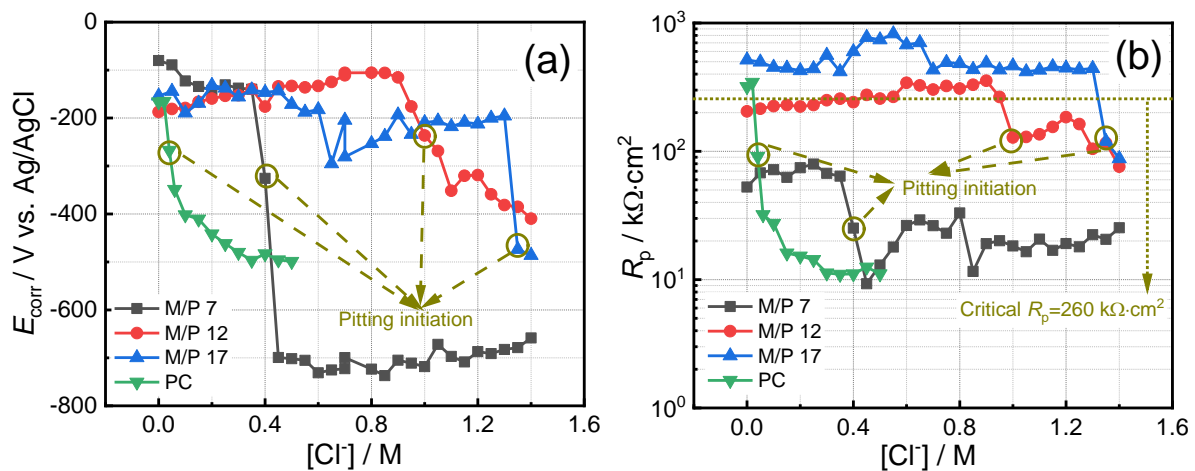 (a)
0
-200
-400
-600
-800
E_corr / V vs. Ag/AgCl
M/P 7
M/P 12
M/P 17
PC
Pitting initiation
0.0 0.4 0.8 1.2 1.6
[Cl⁻] / M
(b)
10³
10²
10¹
10⁰
R_p / kΩ·cm²
Pitting initiation
M/P 7
M/P 12
M/P 17
PC
Critical R_p=260 kΩ·cm²
0.0 0.4 0.8 1.2 1.6
[Cl⁻] / M